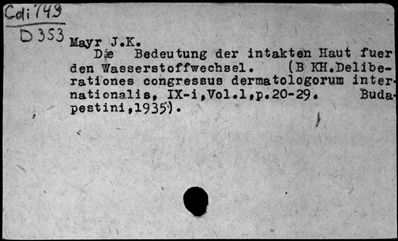 Cdi 149
D 353
Mayr J.K.
Die Bedeutung der intakten Haut fuer
den Wasserstoffwechsel. (B KH.Delibe-
rationes congressus dermatologorum inter-
nationalis, IX-i,Vol.1,p.20-29. Buda-
pestini,1935).